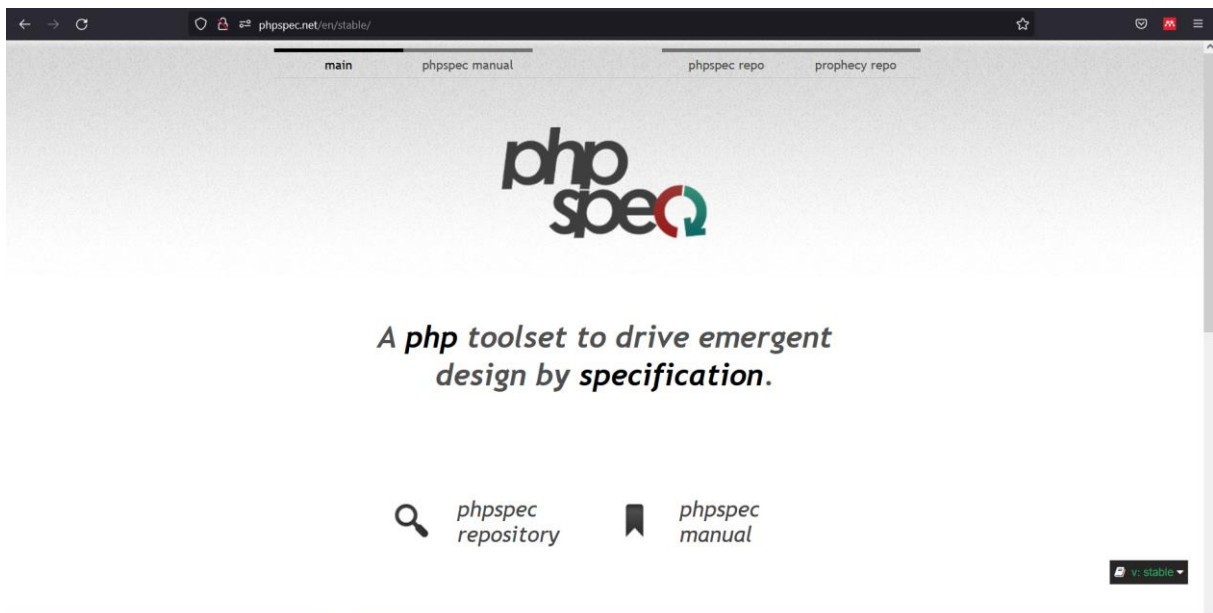 phpspec.net/en/stable/
main
phpspec manual
phpspec repo
prophecy repo
php
spec
A php toolset to drive emergent
design by specification.
phpspec
repository
phpspec
manual
v: stable